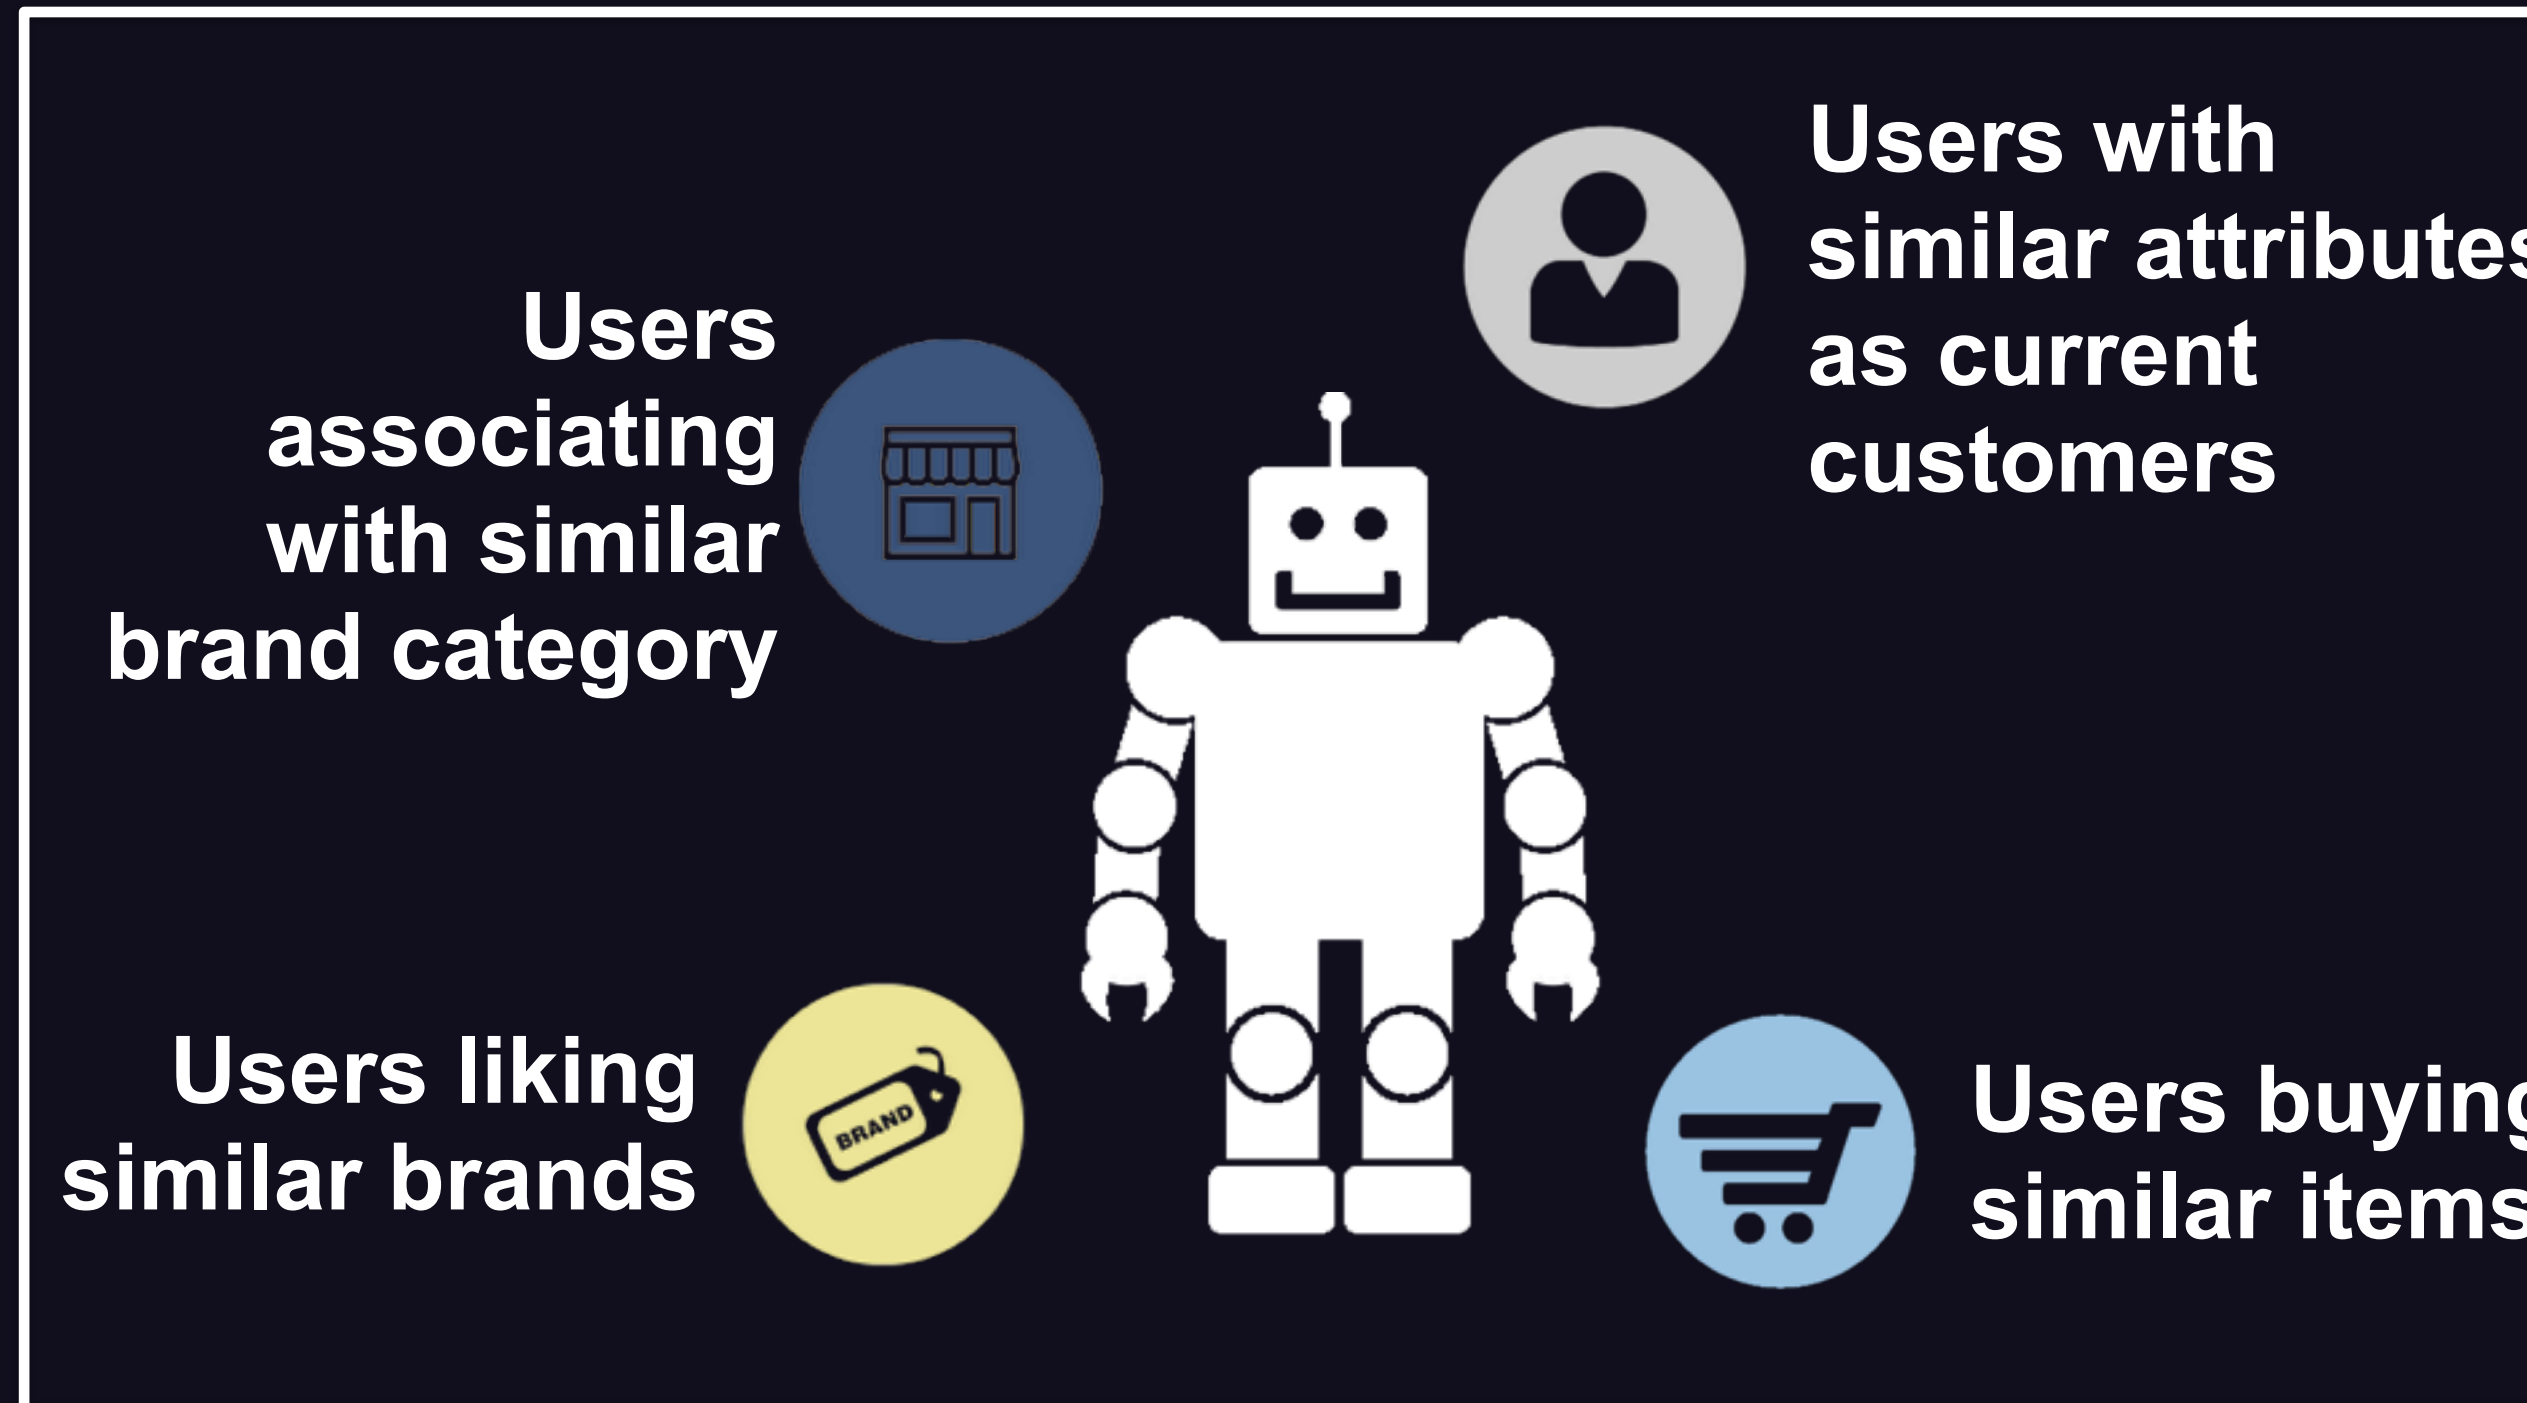 Users
associating
with similar
brand category
Users with
similar attributes
as current
customers
Users liking
similar brands
BRAND
Users buying
similar items